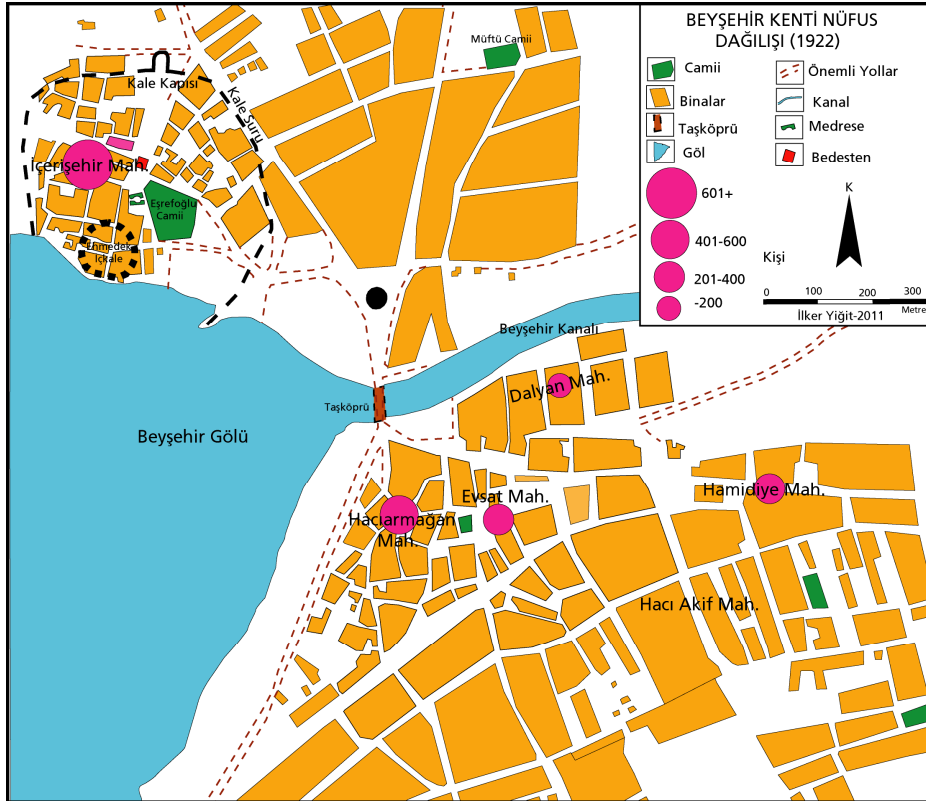 BEYŞEHİR KENTİ NÜFUS
DAĞILIŞI (1922)
Camii
Binalar
Taşköprü
Göl
Önemli Yollar
Kanal
Medrese
Bedesten
601+
401-600
201-400
-200
Kişi
K
0 100 200 300
Metre
İlker Yiğit-2011
Müftü Camii
Kale Kapısı
Kale Suru
İçerişehir Mah.
Eşrefoğlu
Camii
Ehmedek
İçkale
Beyşehir Kanalı
Dalyan Mah.
Taşköprü
Beyşehir Gölü
Hamidiye Mah.
Evsat Mah.
Hacıarmağan
Mah.
Hacı Akif Mah.